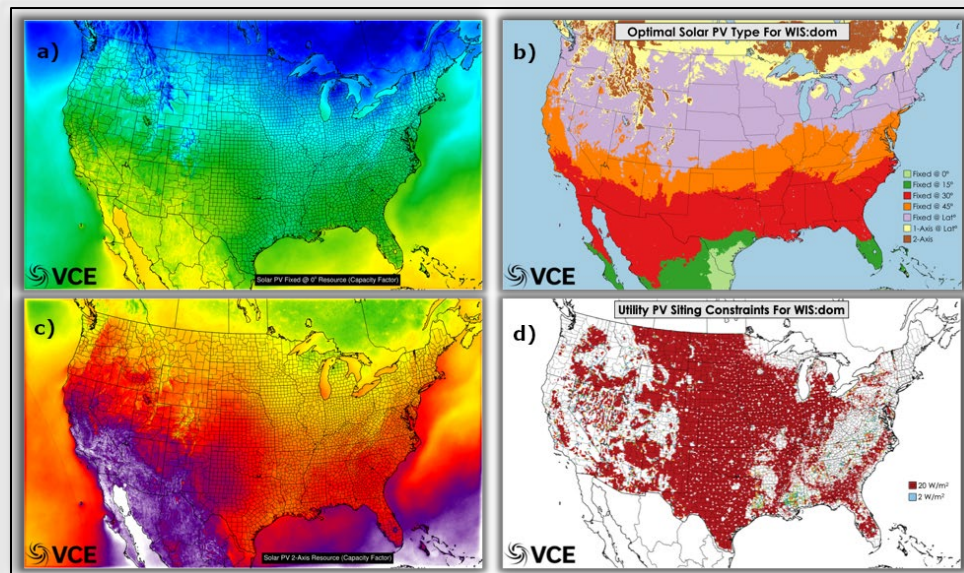 a)
VCE
Solar PV Fixed @ 0° Resource (Capacity Factor)
b)
Optimal Solar PV Type For WIS:dom
Fixed @ 0°
Fixed @ 15°
Fixed @ 30°
Fixed @ 45°
Fixed @ Lat°
1-Axis @ Lat°
2-Axis
VCE
c)
VCE
Solar PV 2-Axis Resource (Capacity Factor)
d)
Utility PV Siting Constraints For WIS:dom
20 W/m²
2 W/m²
VCE